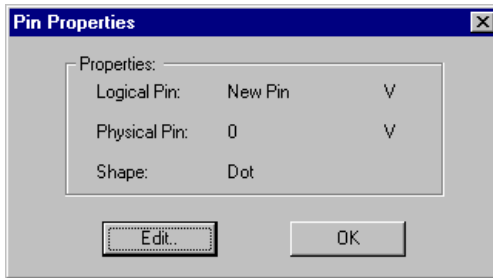 Pin Properties
Properties:
Logical Pin: New Pin V
Physical Pin: 0 V
Shape: Dot
Edit.. OK